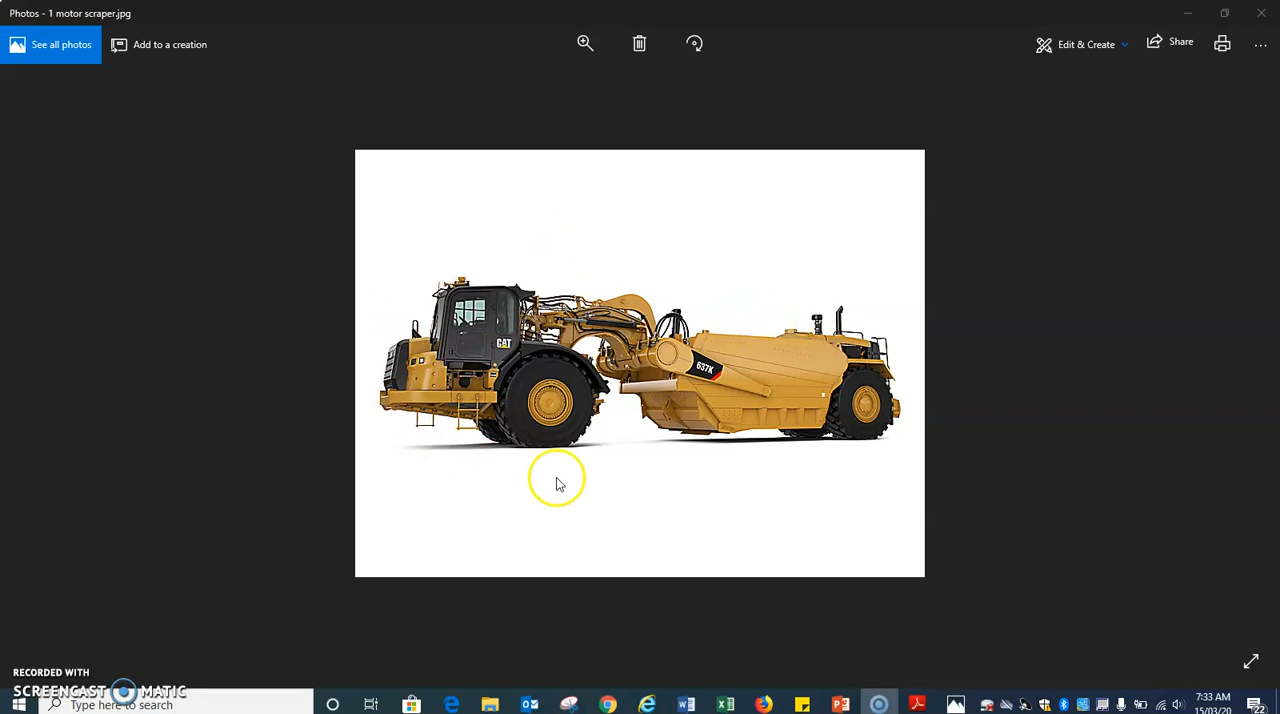 Photos - 1 motor scraper.jpg
See all photos
Add to a creation
Edit & Create
Share
CAT
637K
RECORDED WITH
SCREENCAST MATIC
Type here to search
7:33 AM
15/03/20
22